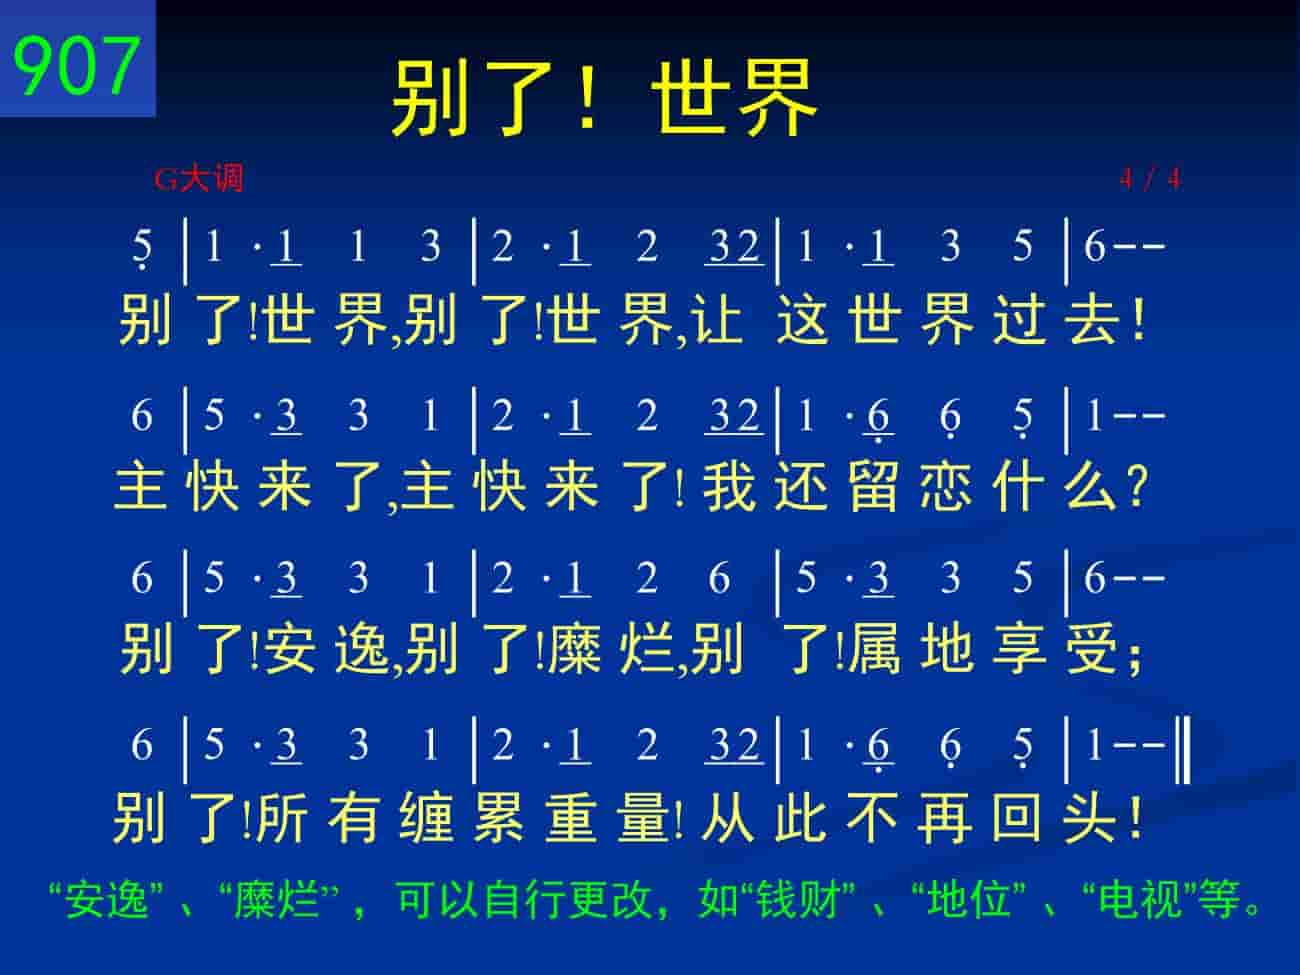 907
别了！世界
G大调 4 / 4
5|1 ·1 1 3|2 ·1 2 32|1 ·1 3 5|6--
别 了!世 界,别 了!世 界,让 这 世 界 过 去！
6|5 ·3 3 1|2 ·1 2 32|1 ·6 6 5|1--
主 快 来 了,主 快 来 了! 我 还 留 恋 什 么？
6|5 ·3 3 1|2 ·1 2 6|5 ·3 3 5|6--
别 了!安 逸,别 了!糜 烂,别 了!属 地 享 受；
6|5 ·3 3 1|2 ·1 2 32|1 ·6 6 5|1--‖
别 了!所 有 缠 累 重 量! 从 此 不 再 回 头！
“安逸”、“糜烂”，可以自行更改，如“钱财”、“地位”、“电视”等。